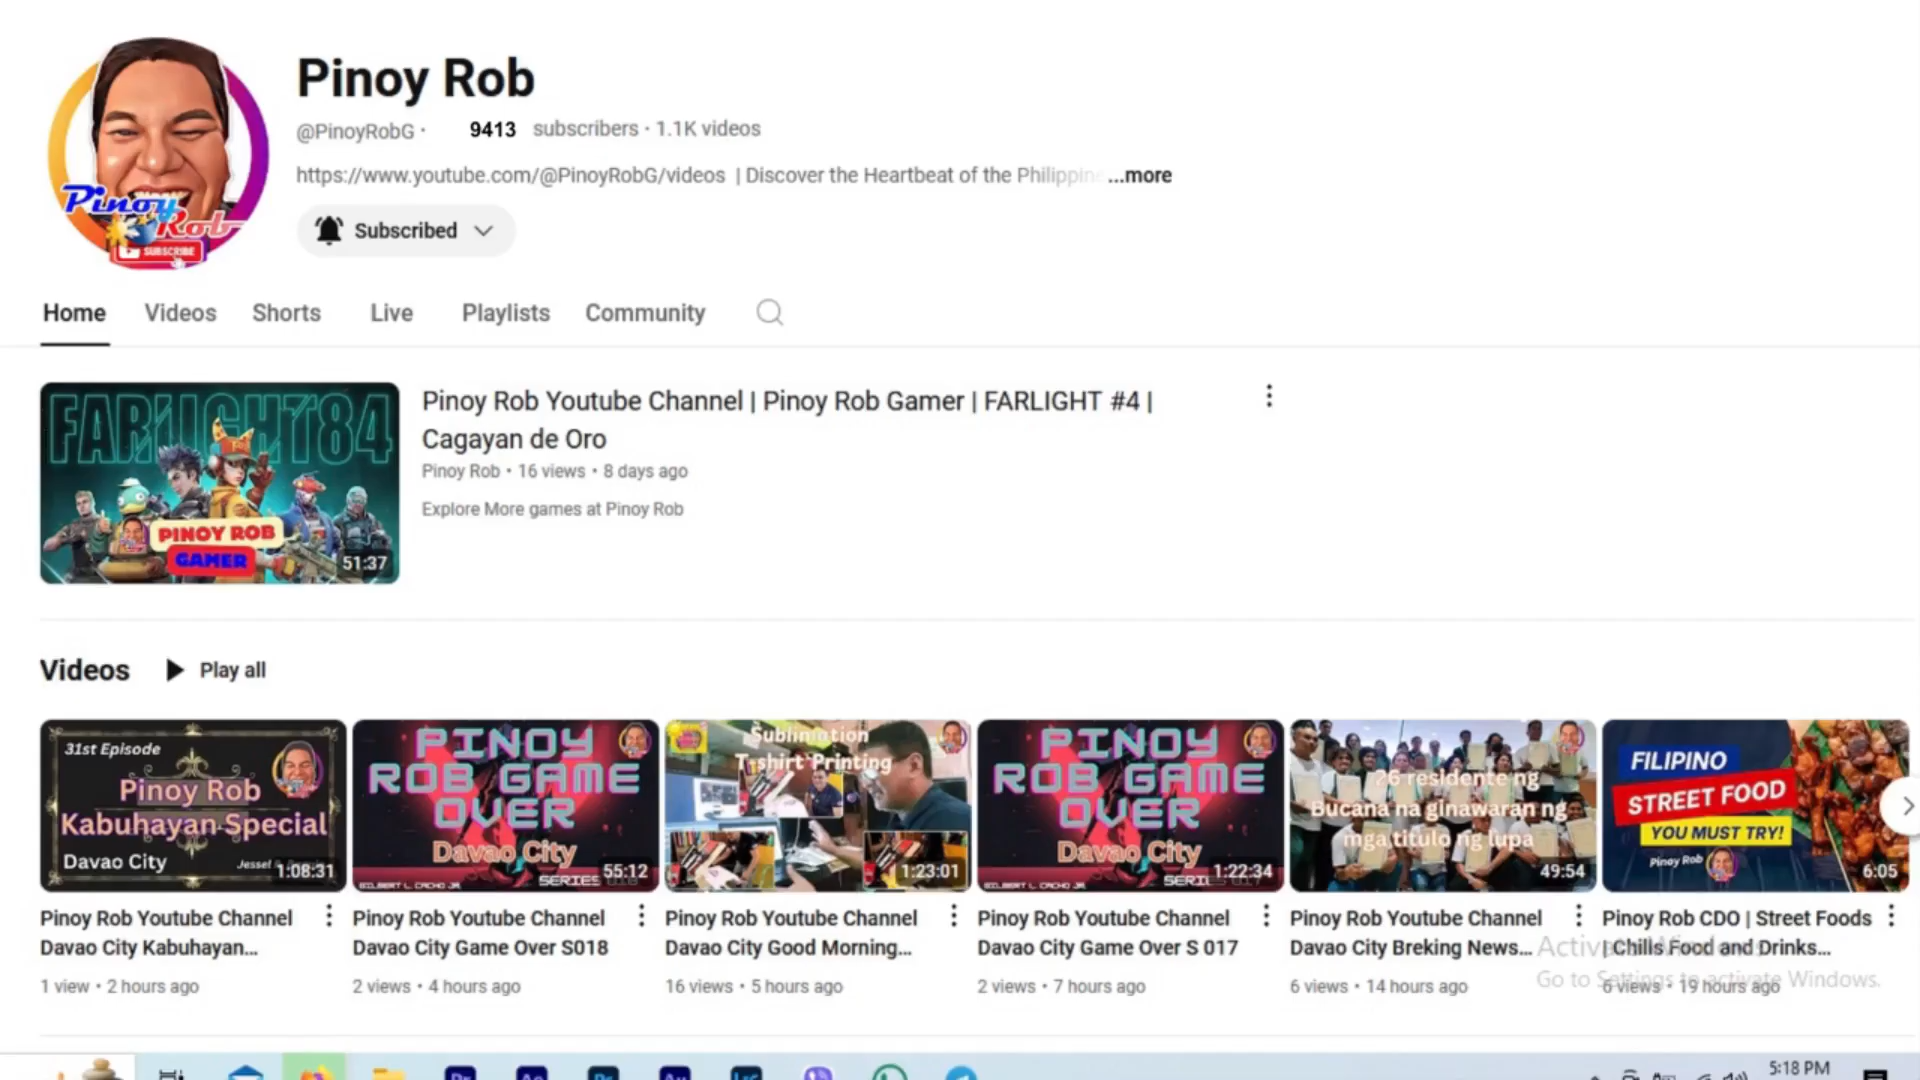 Pinoy Rob
@PinoyRobG · 9413 subscribers · 1.1K videos
https://www.youtube.com/@PinoyRobG/videos | Discover the Heartbeat of the Philippine ...more
Pinoy
Rob
SUBSCRIBE
Subscribed
Home Videos Shorts Live Playlists Community
FARLIGHT84
PINOY ROB
GAMER
51:37
Pinoy Rob Youtube Channel | Pinoy Rob Gamer | FARLIGHT #4 |
Cagayan de Oro
Pinoy Rob • 16 views • 8 days ago
Explore More games at Pinoy Rob
Videos Play all
31st Episode
Pinoy Rob
Kabuhayan Special
Davao City
Jessel
1:08:31
PINOY
ROB GAME
OVER
Davao City
SERIES
55:12
Sublimation
T-shirt Printing
1:23:01
PINOY
ROB GAME
OVER
Davao City
1:22:34
26 residente ng
Bucana na ginawaran ng
mga titulo ng lupa
49:54
FILIPINO
STREET FOOD
YOU MUST TRY!
Pinoy Rob
6:05
Pinoy Rob Youtube Channel
Davao City Kabuhayan...
1 view • 2 hours ago
Pinoy Rob Youtube Channel
Davao City Game Over S018
2 views • 4 hours ago
Pinoy Rob Youtube Channel
Davao City Good Morning...
16 views • 5 hours ago
Pinoy Rob Youtube Channel
Davao City Game Over S 017
2 views • 7 hours ago
Pinoy Rob Youtube Channel
Davao City Breking News...
6 views • 14 hours ago
Pinoy Rob CDO | Street Foods
Chills Food and Drinks...
6 views • 19 hours ago
Activate Windows
Go to Settings to activate Windows.
5:18 PM